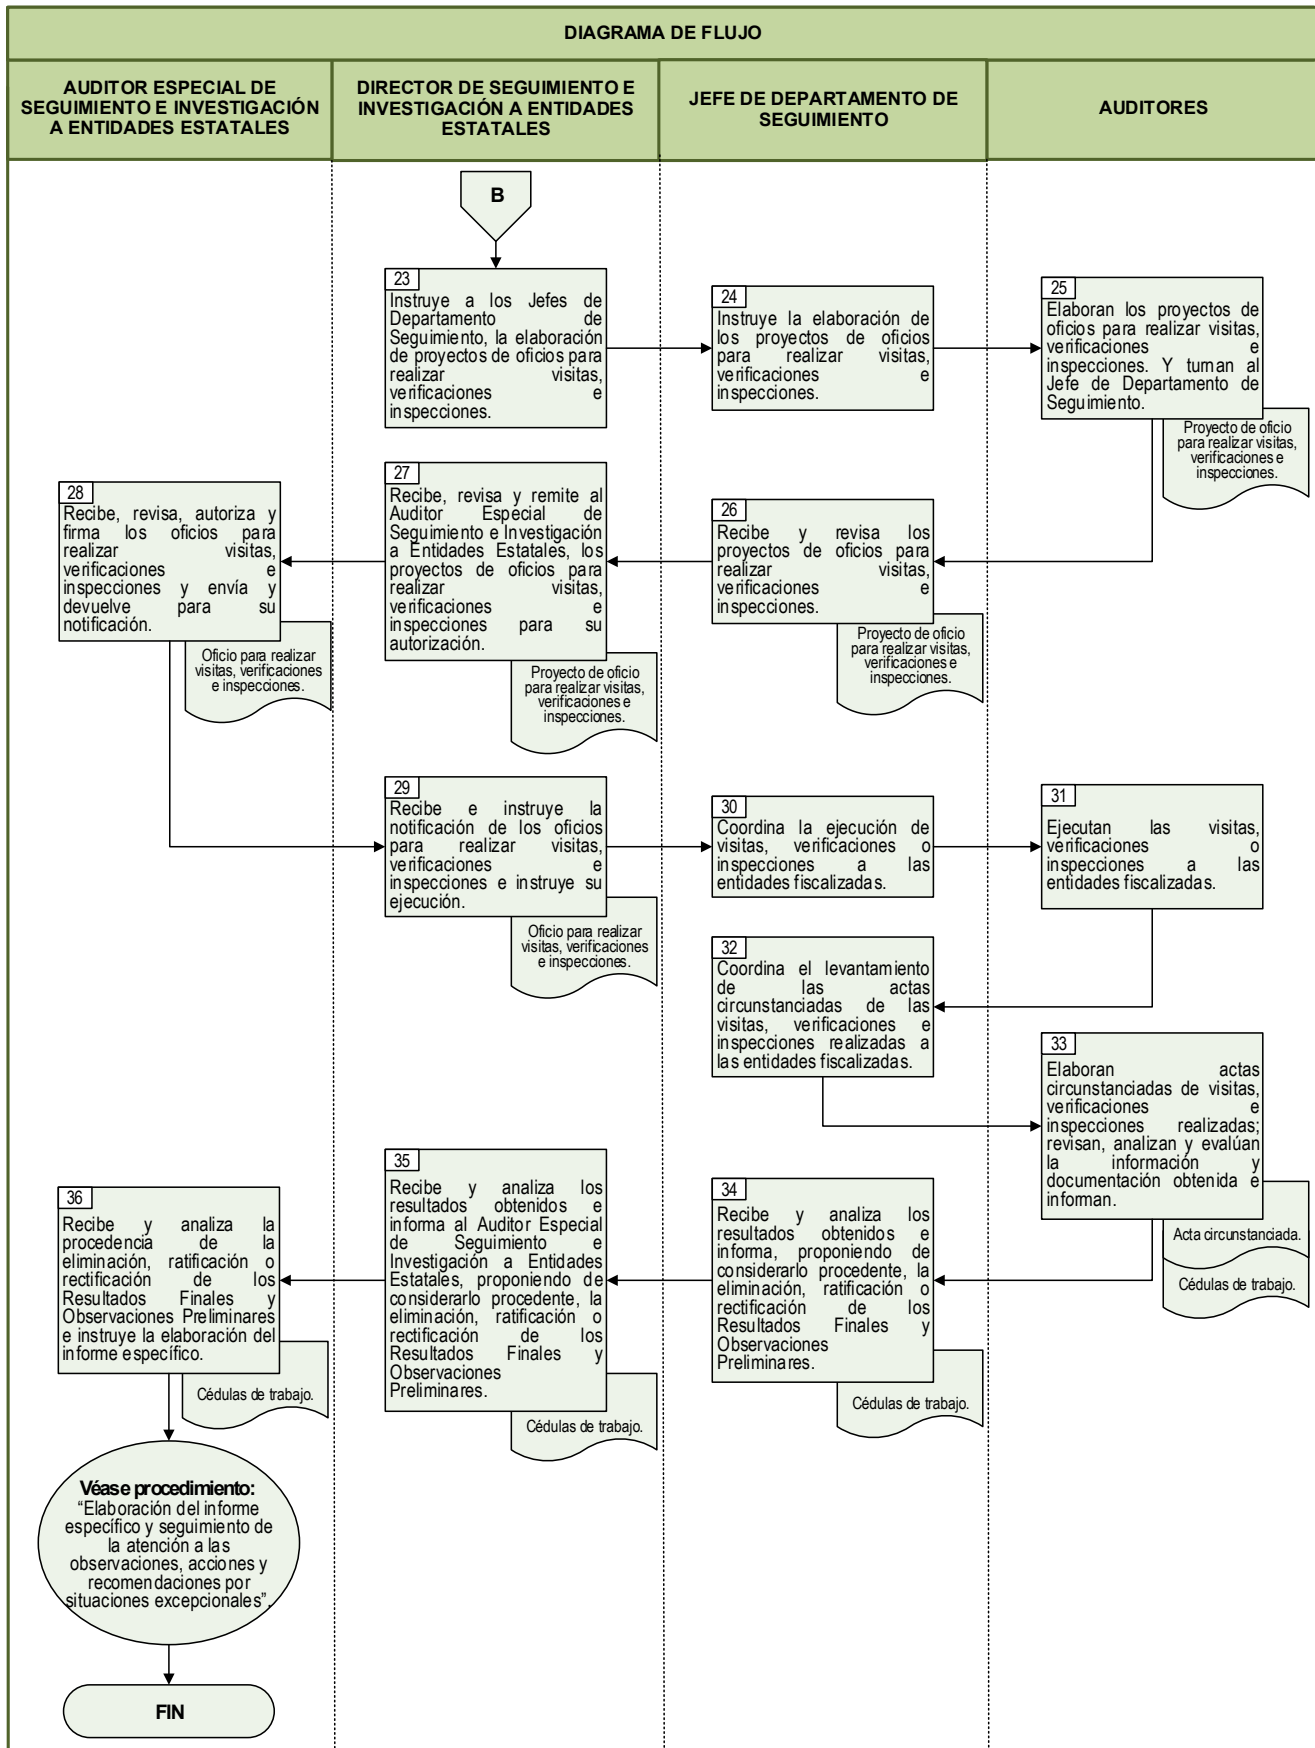 DIAGRAMA DE FLUJO
AUDITOR ESPECIAL DE
SEGUIMIENTO E INVESTIGACIÓN
A ENTIDADES ESTATALES
DIRECTOR DE SEGUIMIENTO E
INVESTIGACIÓN A ENTIDADES
ESTATALES
JEFE DE DEPARTAMENTO DE
SEGUIMIENTO
AUDITORES
B
23
Instruye a los Jefes de
Departamento de
Seguimiento, la elaboración
de proyectos de oficios para
realizar visitas,
verificaciones e
inspecciones.
24
Instruye la elaboración de
los proyectos de oficios
para realizar visitas,
verificaciones e
inspecciones.
25
Elaboran los proyectos de
oficios para realizar visitas,
verificaciones e
inspecciones. Y turnan al
Jefe de Departamento de
Seguimiento.
Proyecto de oficio
para realizar visitas,
verificaciones e
inspecciones.
26
Recibe y revisa los
proyectos de oficios para
realizar visitas,
verificaciones e
inspecciones.
Proyecto de oficio
para realizar visitas,
verificaciones e
inspecciones.
27
Recibe, revisa y remite al
Auditor Especial de
Seguimiento e Investigación
a Entidades Estatales, los
proyectos de oficios para
realizar visitas,
verificaciones e
inspecciones para su
autorización.
Proyecto de oficio
para realizar visitas,
verificaciones e
inspecciones.
28
Recibe, revisa, autoriza y
firma los oficios para
realizar visitas,
verificaciones e
inspecciones y envía y
devuelve para su
notificación.
Oficio para realizar
visitas, verificaciones
e inspecciones.
29
Recibe e instruye la
notificación de los oficios
para realizar visitas,
verificaciones e
inspecciones e instruye su
ejecución.
Oficio para realizar
visitas, verificaciones
e inspecciones.
30
Coordina la ejecución de
visitas, verificaciones o
inspecciones a las
entidades fiscalizadas.
31
Ejecutan las visitas,
verificaciones o
inspecciones a las
entidades fiscalizadas.
32
Coordina el levantamiento
de las actas
circunstanciadas de las
visitas, verificaciones e
inspecciones realizadas a
las entidades fiscalizadas.
33
Elaboran actas
circunstanciadas de visitas,
verificaciones e
inspecciones realizadas;
revisan, analizan y evalúan
la información y
documentación obtenida e
informan.
Acta circunstanciada.
Cédulas de trabajo.
34
Recibe y analiza los
resultados obtenidos e
informa, proponiendo de
considerarlo procedente, la
eliminación, ratificación o
rectificación de los
Resultados Finales y
Observaciones
Preliminares.
Cédulas de trabajo.
35
Recibe y analiza los
resultados obtenidos e
informa al Auditor Especial
de Seguimiento e
Investigación a Entidades
Estatales, proponiendo de
considerarlo procedente, la
eliminación, ratificación o
rectificación de los
Resultados Finales y
Observaciones
Preliminares.
Cédulas de trabajo.
36
Recibe y analiza la
procedencia de la
eliminación, ratificación o
rectificación de los
Resultados Finales y
Observaciones Preliminares
e instruye la elaboración del
informe específico.
Cédulas de trabajo.
Véase procedimiento:
“Elaboración del informe
específico y seguimiento de
la atención a las
observaciones, acciones y
recomendaciones por
situaciones excepcionales”.
FIN